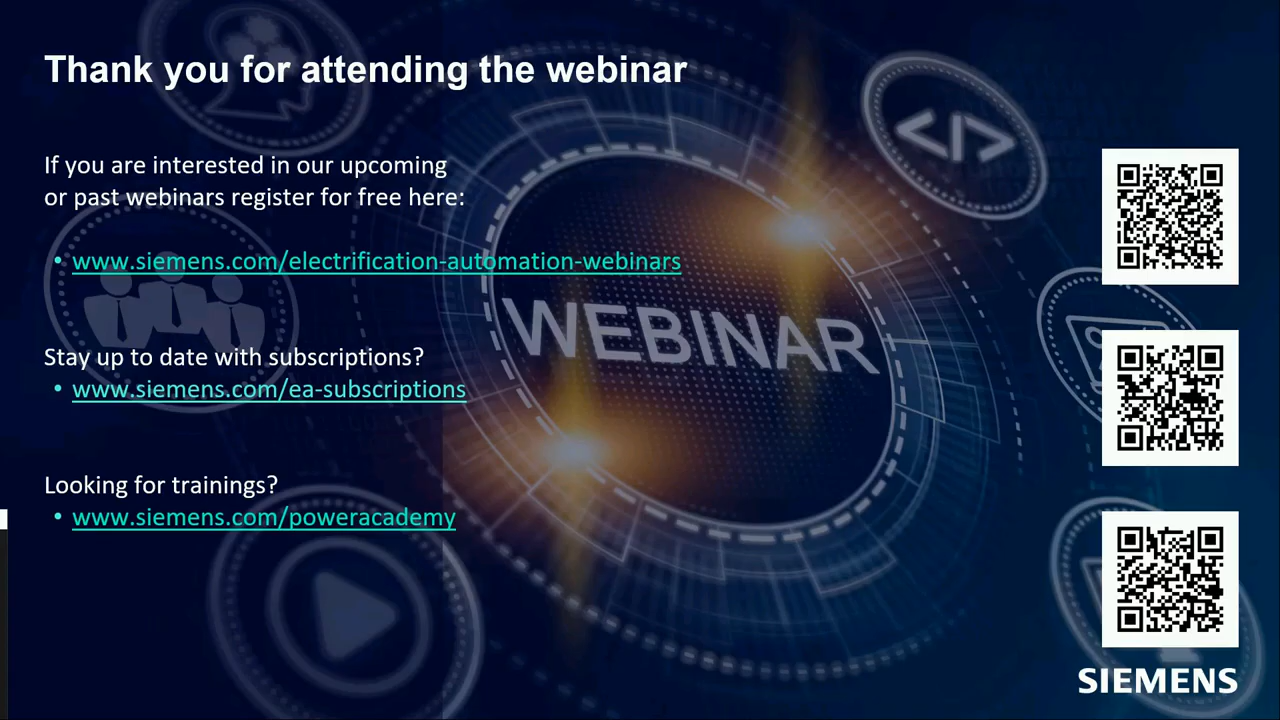 Thank you for attending the webinar
If you are interested in our upcoming
or past webinars register for free here:
• www.siemens.com/electrification-automation-webinars
Stay up to date with subscriptions?
• www.siemens.com/ea-subscriptions
Looking for trainings?
• www.siemens.com/poweracademy
</>
WEBINAR
SIEMENS